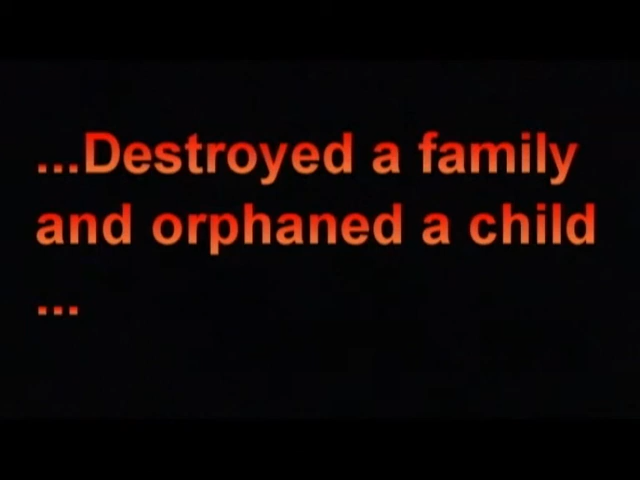 ...Destroyed a family
and orphaned a child
...